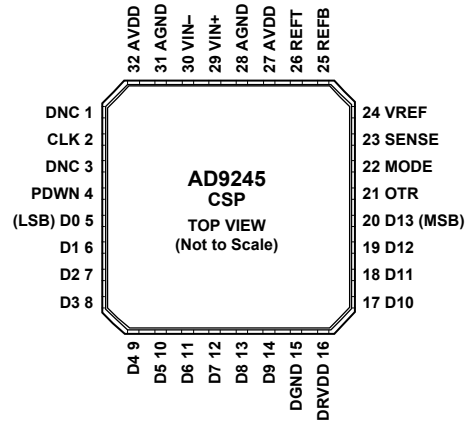 32 AVDD
31 AGND
30 VIN–
29 VIN+
28 AGND
27 AVDD
26 REFT
25 REFB
DNC 1
CLK 2
DNC 3
PDWN 4
(LSB) D0 5
D1 6
D2 7
D3 8
AD9245
CSP
TOP VIEW
(Not to Scale)
24 VREF
23 SENSE
22 MODE
21 OTR
20 D13 (MSB)
19 D12
18 D11
17 D10
D4 9
D5 10
D6 11
D7 12
D8 13
D9 14
DGND 15
DRVDD 16